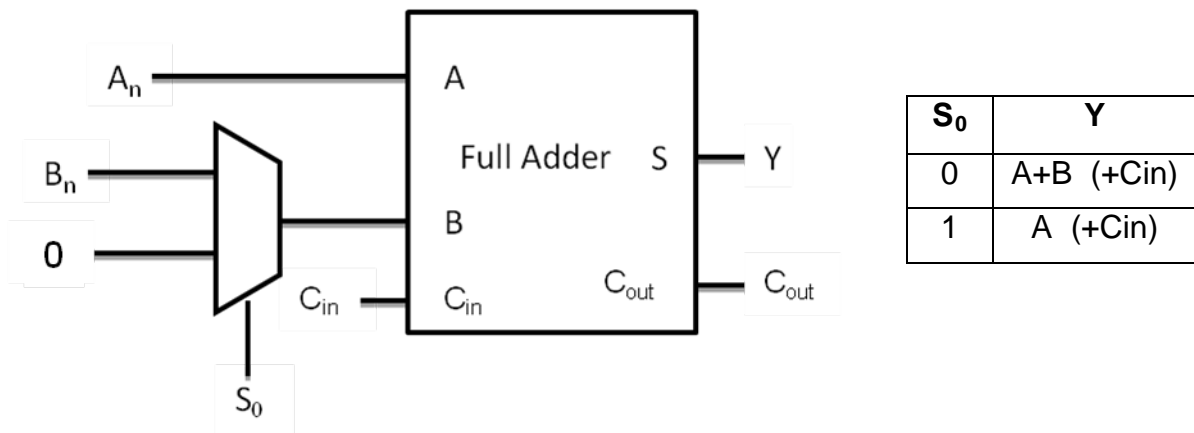 Aₙ
A
Bₙ
Full Adder S
Y
B
0
Cᵢₙ
Cᵢₙ
Cₒᵤₜ
Cₒᵤₜ
S₀
S₀ Y
0 A+B (+Cin)
1 A (+Cin)